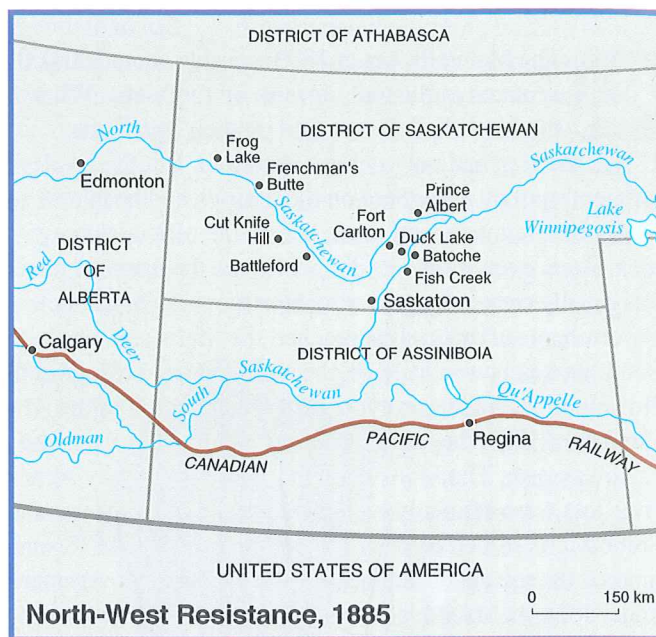 DISTRICT OF ATHABASCA
North
Frog
Lake
DISTRICT OF SASKATCHEWAN
Saskatchewan
Edmonton
Frenchman's
Butte
Prince
Albert
Lake
Winnipegosis
Cut Knife
Hill
Saskatchewan
Fort
Carlton
Duck Lake
Batoche
Battleford
Fish Creek
DISTRICT
OF
ALBERTA
Red
Saskatoon
Calgary
Deer
DISTRICT OF ASSINIBOIA
South
Saskatchewan
Qu'Appelle
Oldman
CANADIAN
PACIFIC
Regina
RAILWAY
UNITED STATES OF AMERICA
North-West Resistance, 1885
0 150 km